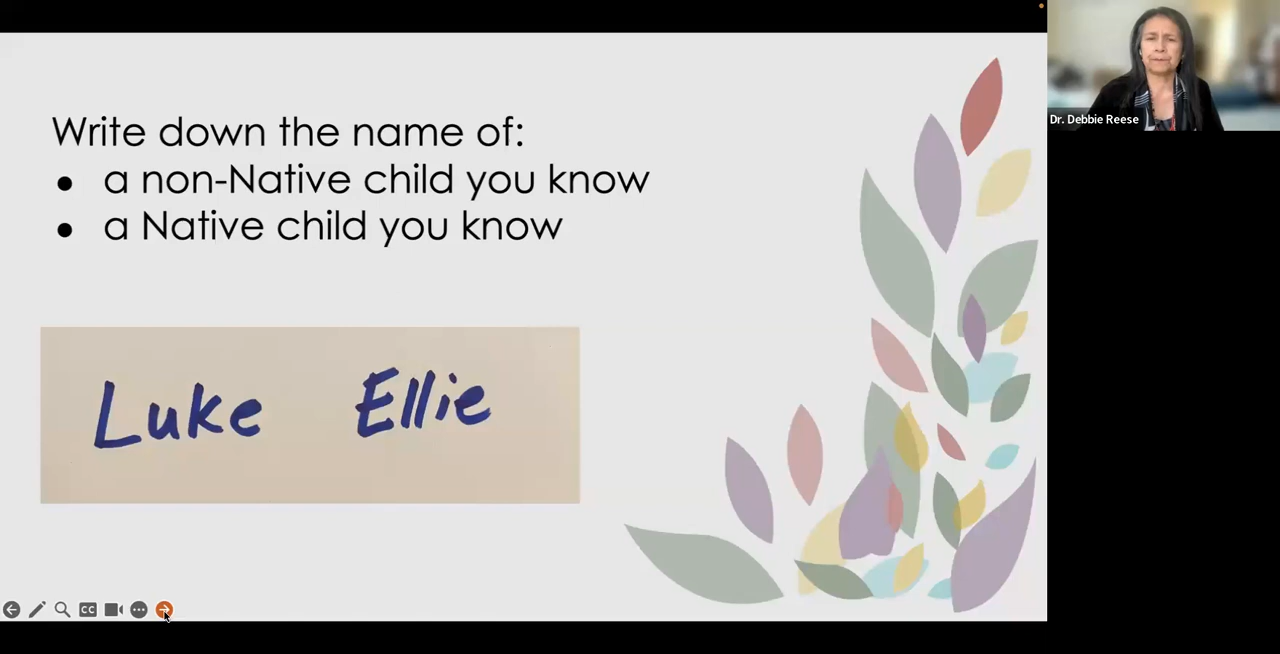 Write down the name of:
● a non-Native child you know
● a Native child you know
Luke Ellie
Dr. Debbie Reese
CC